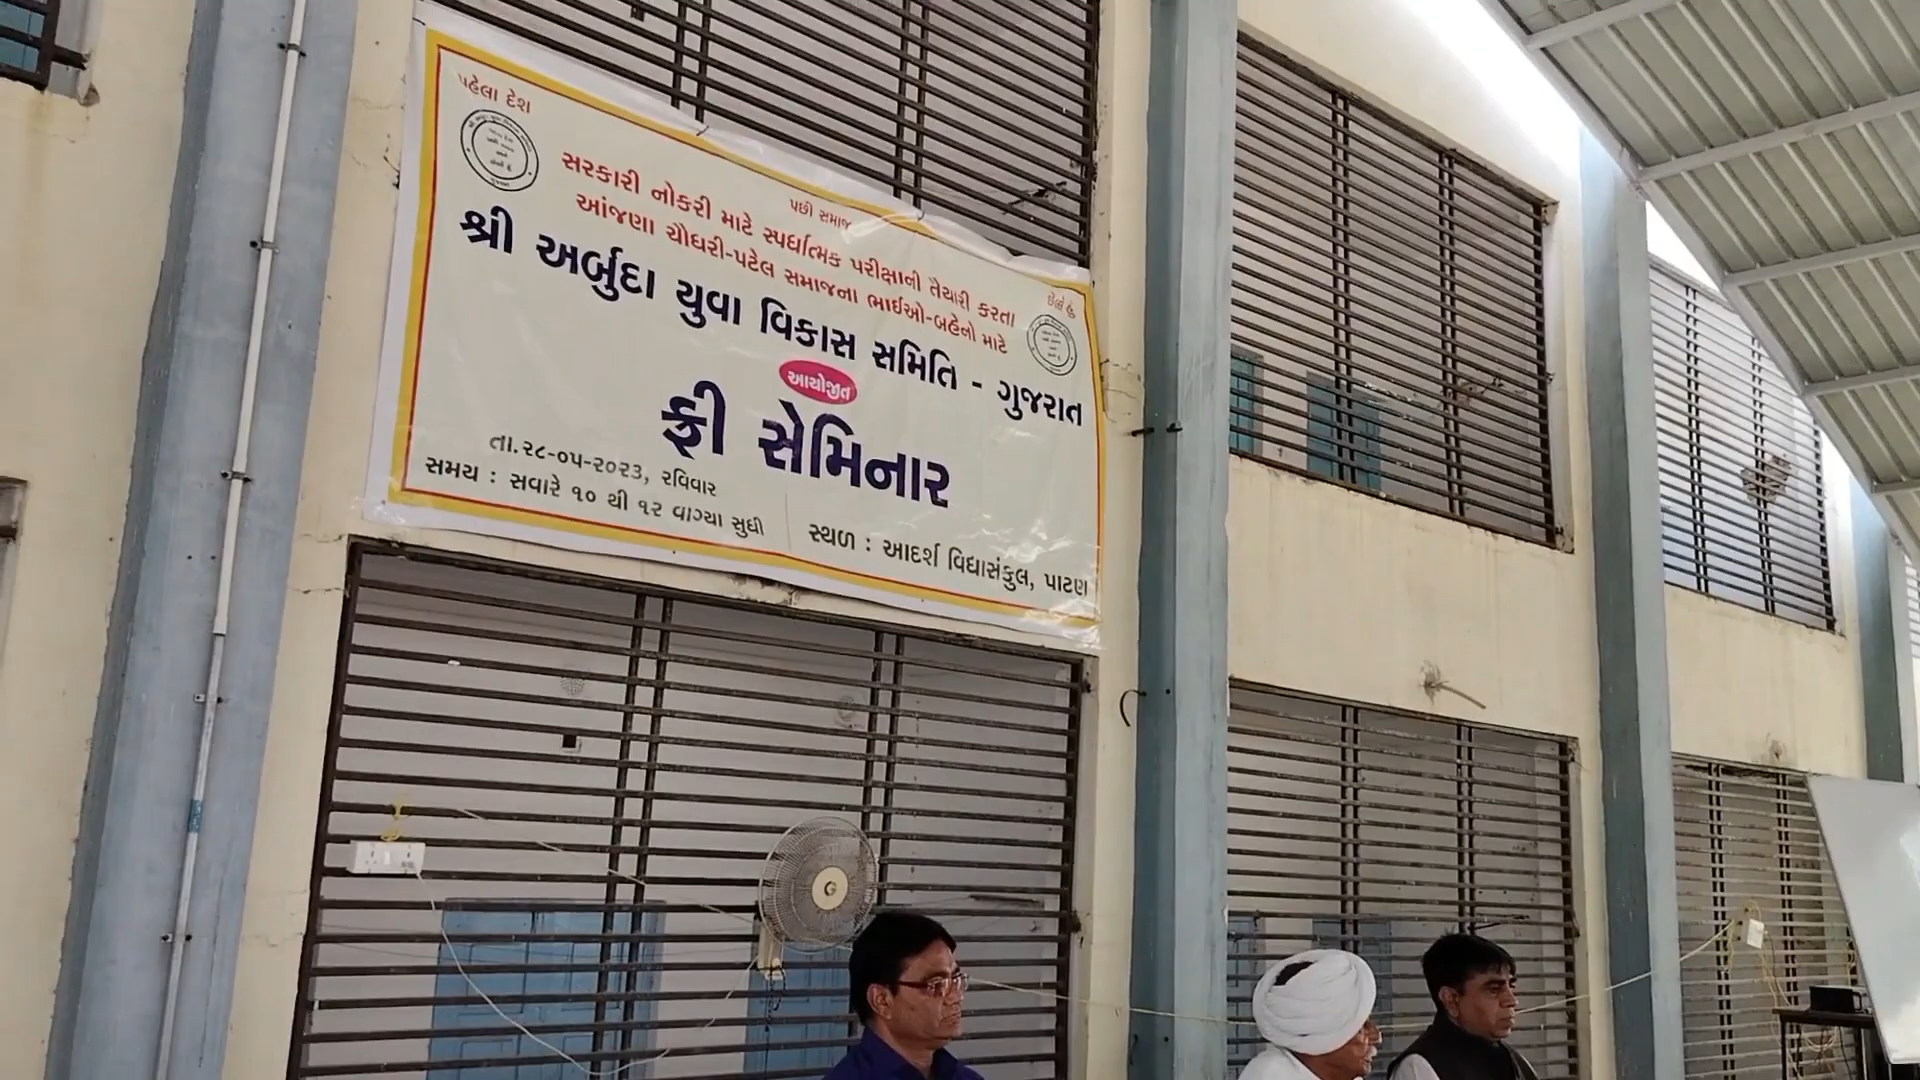 પહેલા દેશ
પછી સમાજ
છેલ્લે હું
સરકારી નોકરી માટે સ્પર્ધાત્મક પરીક્ષાની તૈયારી કરતા
આંજણા ચૌધરી-પટેલ સમાજના ભાઈઓ-બહેનો માટે
શ્રી અર્બુદા યુવા વિકાસ સમિતિ - ગુજરાત
આયોજીત
ફ્રી સેમિનાર
તા.૨૮-૦૫-૨૦૨૩, રવિવાર
સમય : સવારે ૧૦ થી ૧૨ વાગ્યા સુધી
સ્થળ : આદર્શ વિદ્યાસંકુલ, પાટણ